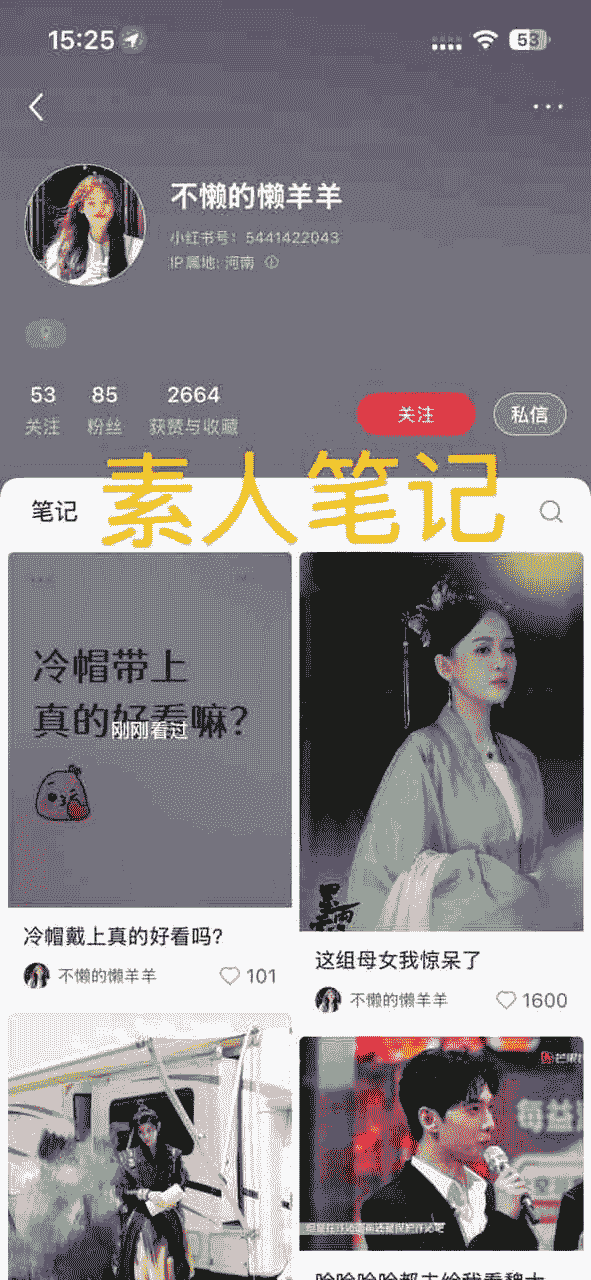 15:25
53
不懒的懒羊羊
小红书号：5441422043
IP属地: 河南
53 85 2664
关注 粉丝 获赞与收藏
关注
私信
素人笔记
笔记
冷帽带上
真的好看嘛?
刚刚看过
冷帽戴上真的好看吗?
不懒的懒羊羊 101
这组母女我惊呆了
不懒的懒羊羊 1600
每益